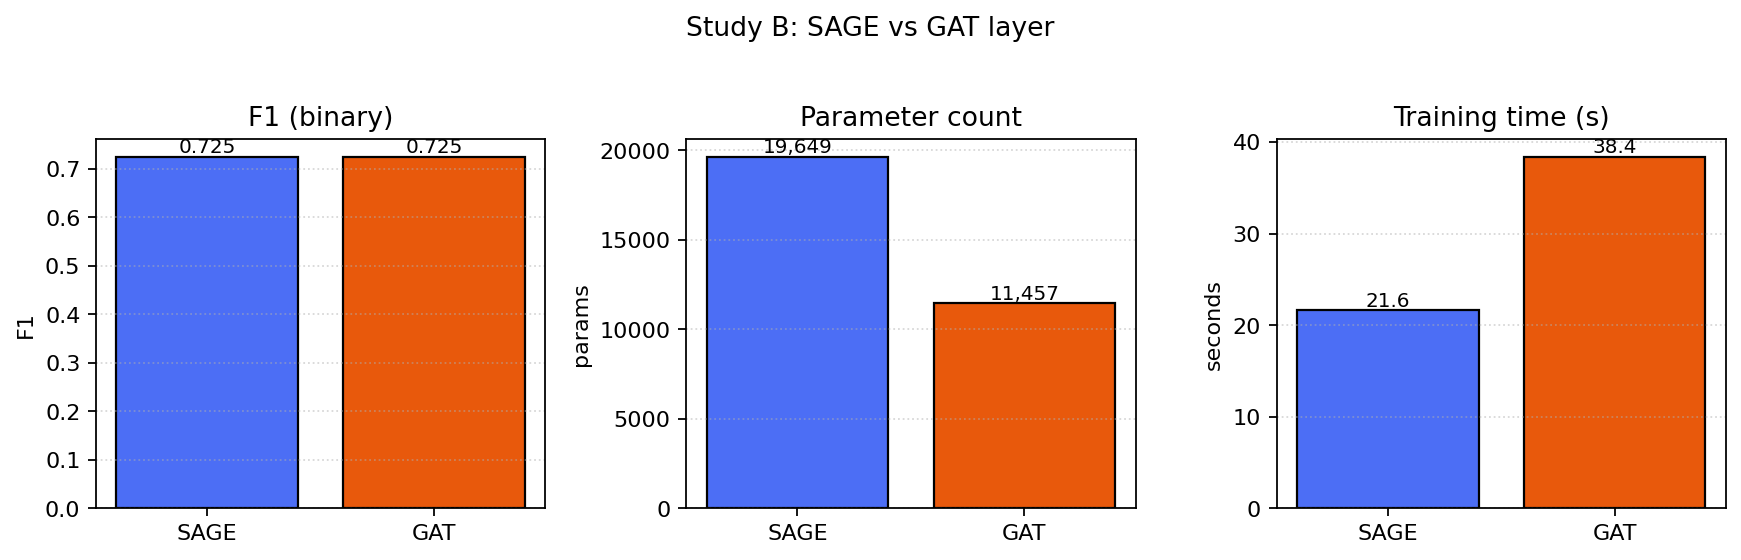 Study B: SAGE vs GAT layer
F1 (binary)
F1
0.7
0.6
0.5
0.4
0.3
0.2
0.1
0.0
0.725
0.725
SAGE
GAT
Parameter count
params
20000
15000
10000
5000
0
19,649
11,457
SAGE
GAT
Training time (s)
seconds
40
30
20
10
0
21.6
38.4
SAGE
GAT